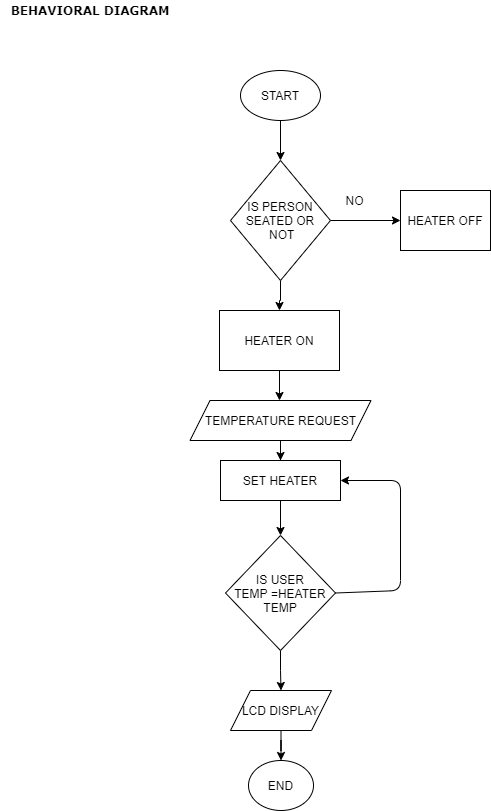 BEHAVIORAL DIAGRAM
START
IS PERSON
SEATED OR
NOT
NO
HEATER OFF
HEATER ON
TEMPERATURE REQUEST
SET HEATER
IS USER
TEMP =HEATER
TEMP
LCD DISPLAY
END